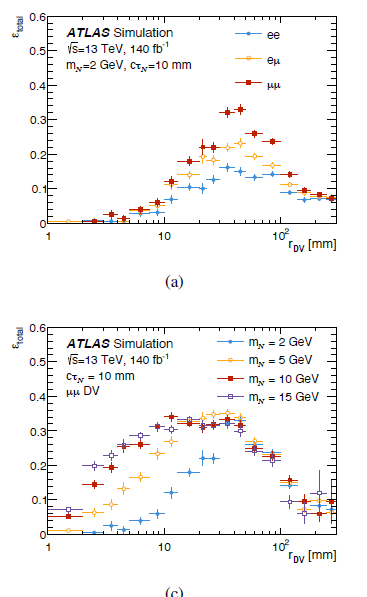 ε_total
0.6
0.5
0.4
0.3
0.2
0.1
0
ATLAS Simulation
√s=13 TeV, 140 fb⁻¹
m_N=2 GeV, cτ_N=10 mm
ee
eμ
μμ
1 10 10²
r_DV [mm]
(a)
ε_total
0.6
0.5
0.4
0.3
0.2
0.1
0
ATLAS Simulation
√s=13 TeV, 140 fb⁻¹
cτ_N = 10 mm
μμ DV
m_N = 2 GeV
m_N = 5 GeV
m_N = 10 GeV
m_N = 15 GeV
1 10 10²
r_DV [mm]
(c)